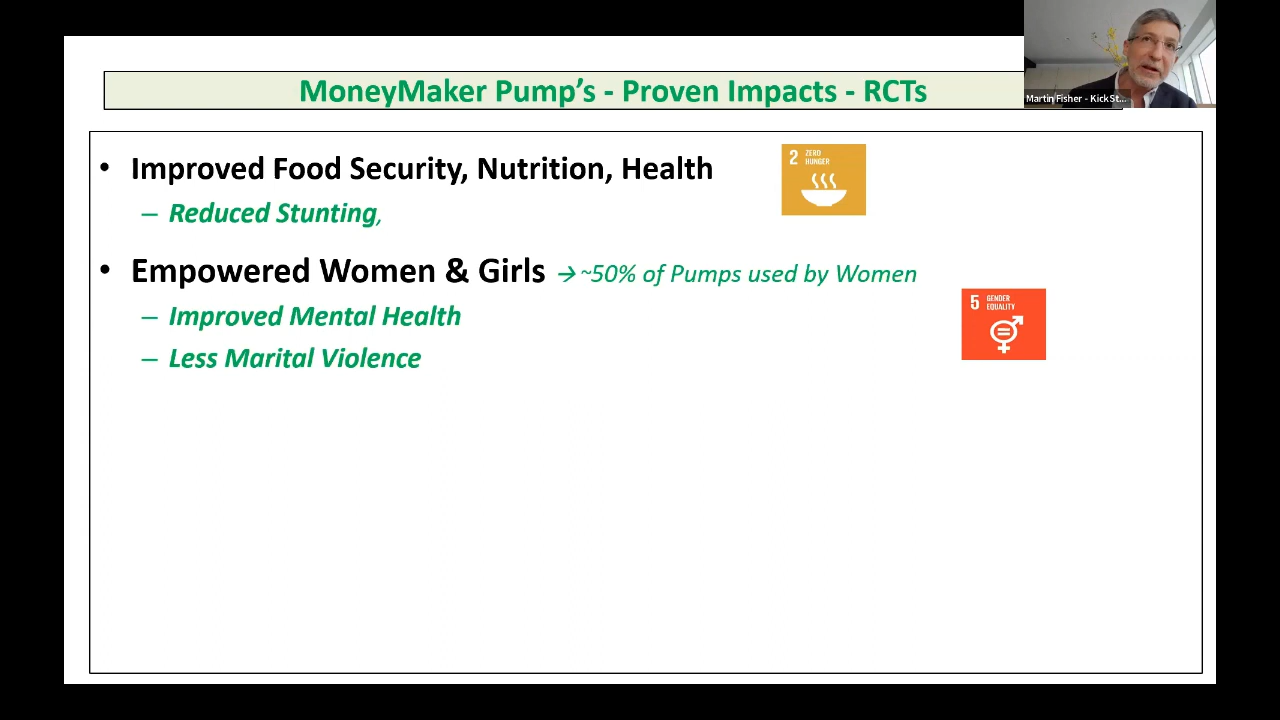 MoneyMaker Pump's - Proven Impacts - RCTs
Martin Fisher - KickSt...
• Improved Food Security, Nutrition, Health
2 ZERO
HUNGER
– Reduced Stunting,
• Empowered Women & Girls → ~50% of Pumps used by Women
5 GENDER
EQUALITY
– Improved Mental Health
– Less Marital Violence